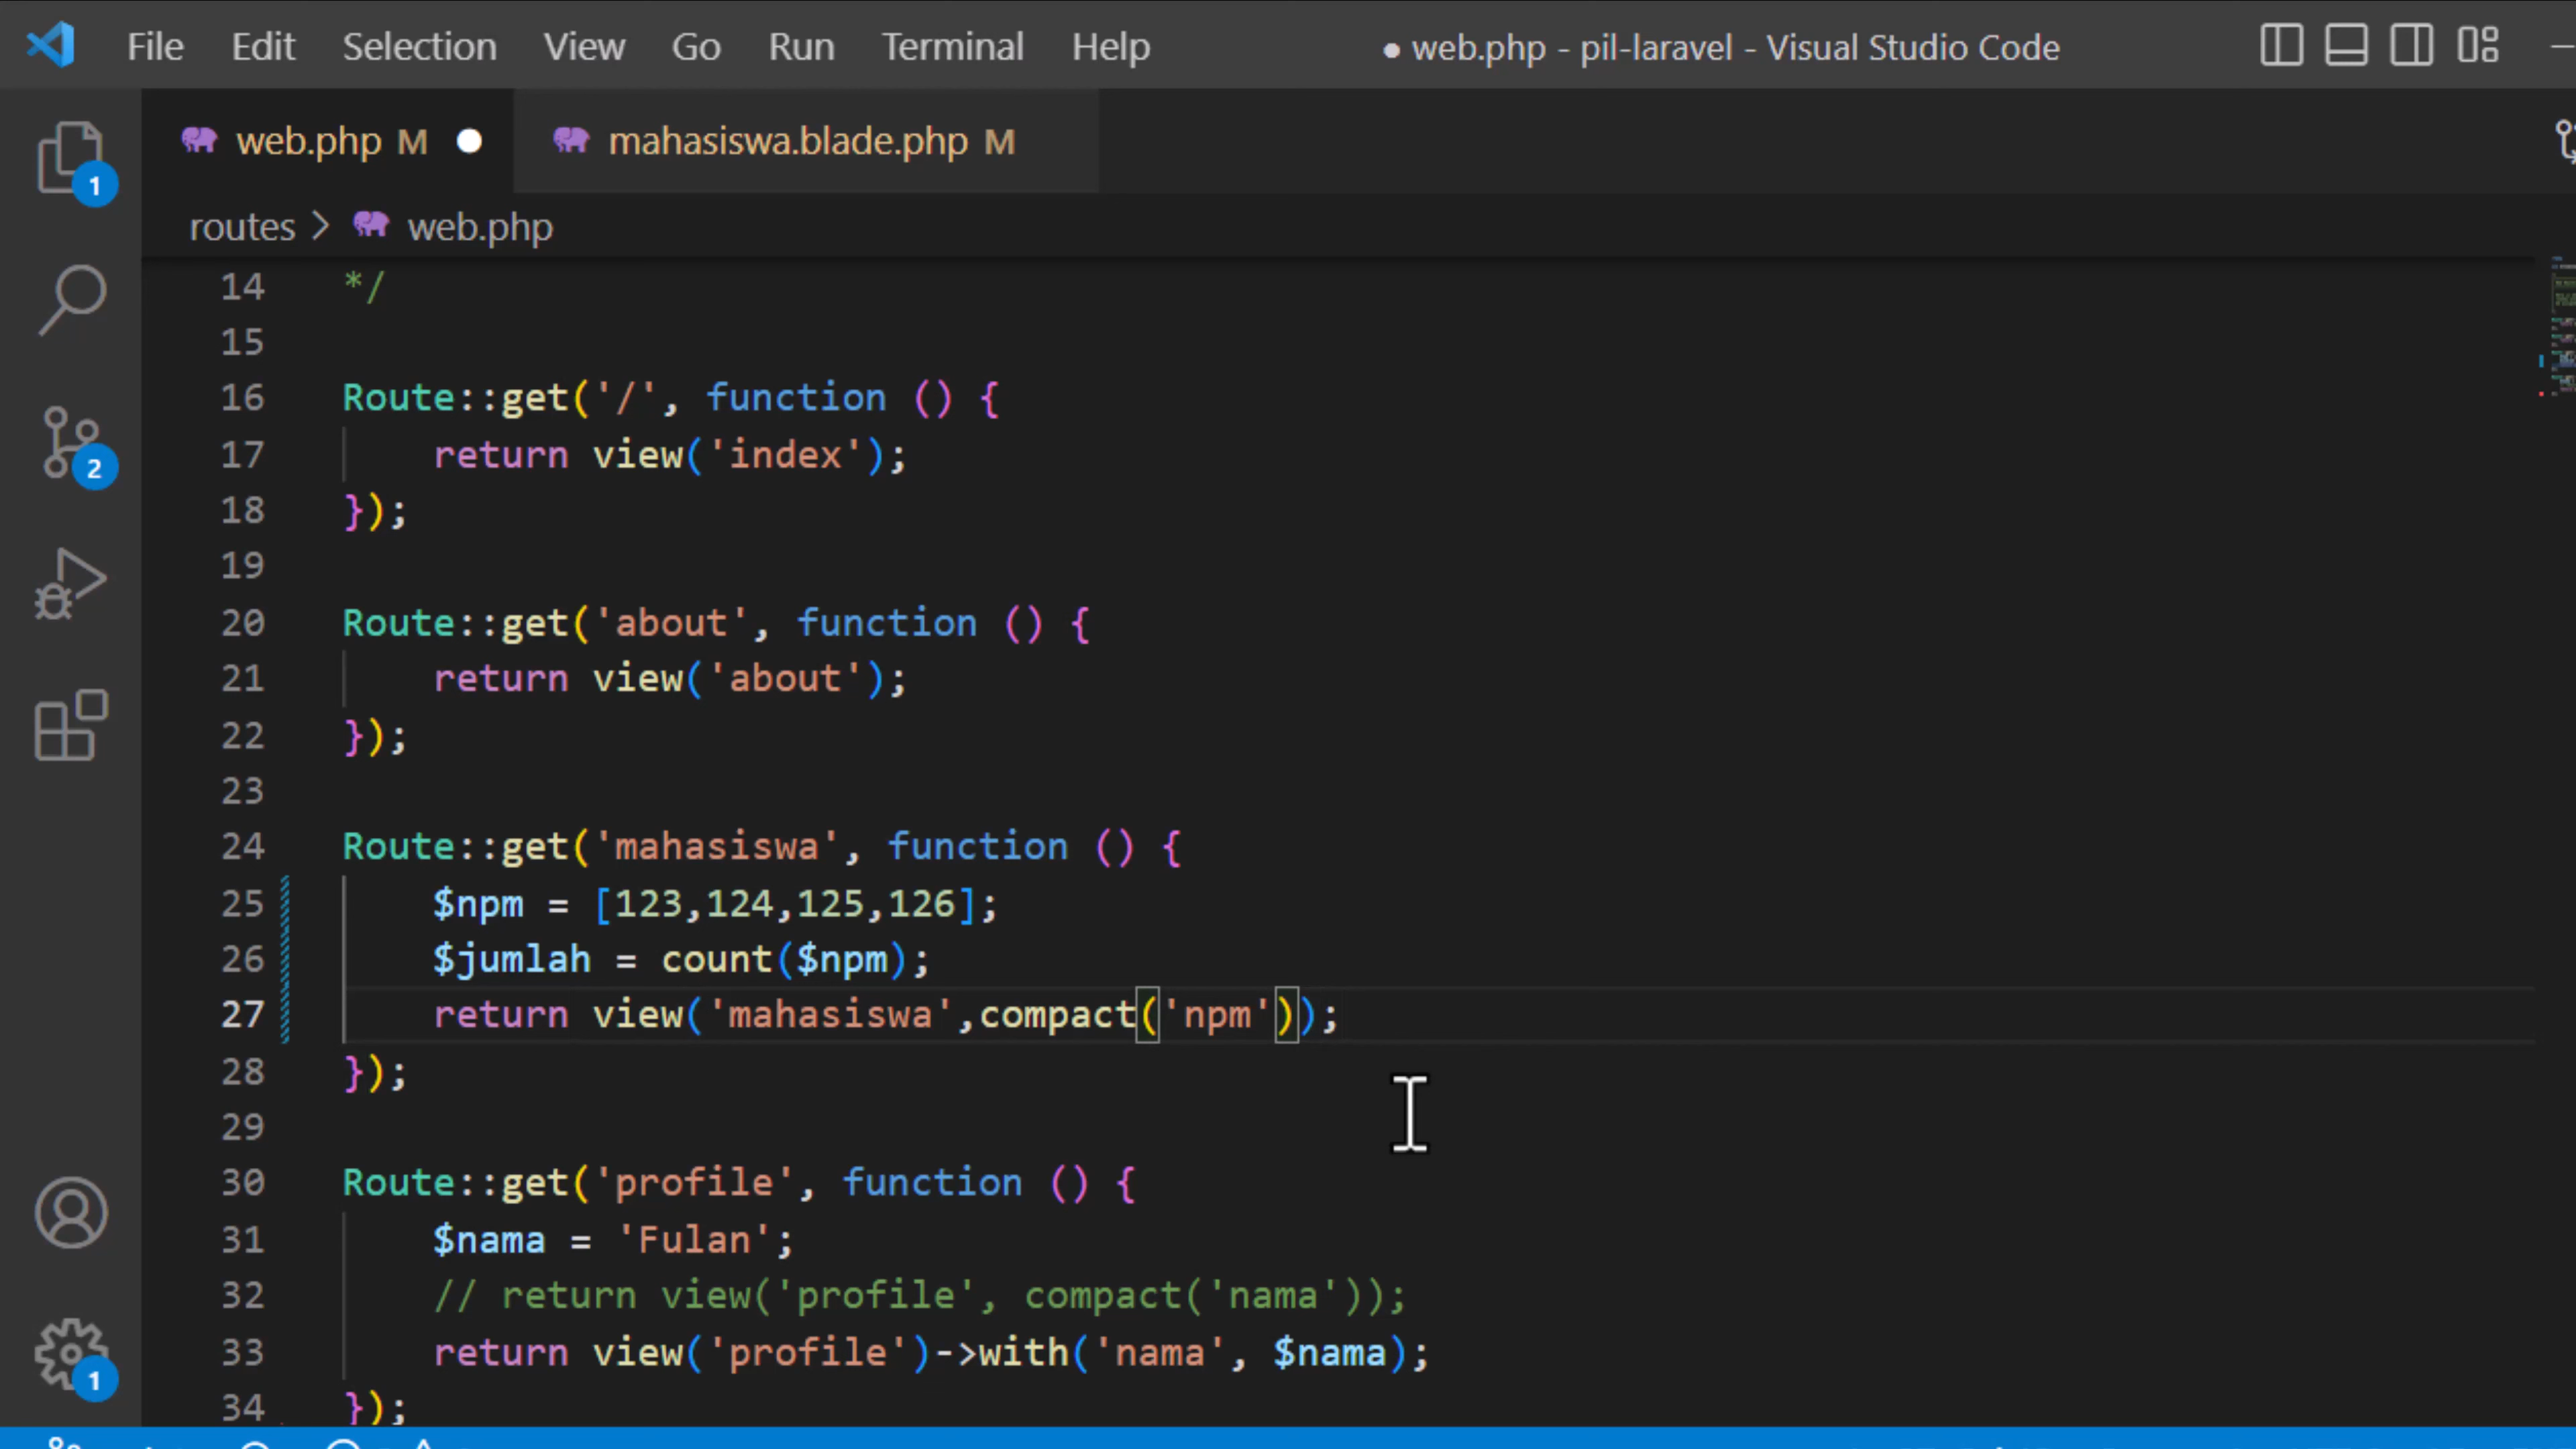 File Edit Selection View Go Run Terminal Help ● web.php - pil-laravel - Visual Studio Code
web.php M ● mahasiswa.blade.php M
1
routes > web.php
14 */
15
16 Route::get('/', function () {
17 return view('index');
2
18 });
19
20 Route::get('about', function () {
21 return view('about');
22 });
23
24 Route::get('mahasiswa', function () {
25 $npm = [123,124,125,126];
26 $jumlah = count($npm);
27 return view('mahasiswa',compact('npm'));
28 });
29
30 Route::get('profile', function () {
31 $nama = 'Fulan';
32 // return view('profile', compact('nama'));
33 return view('profile')->with('nama', $nama);
1
34 });